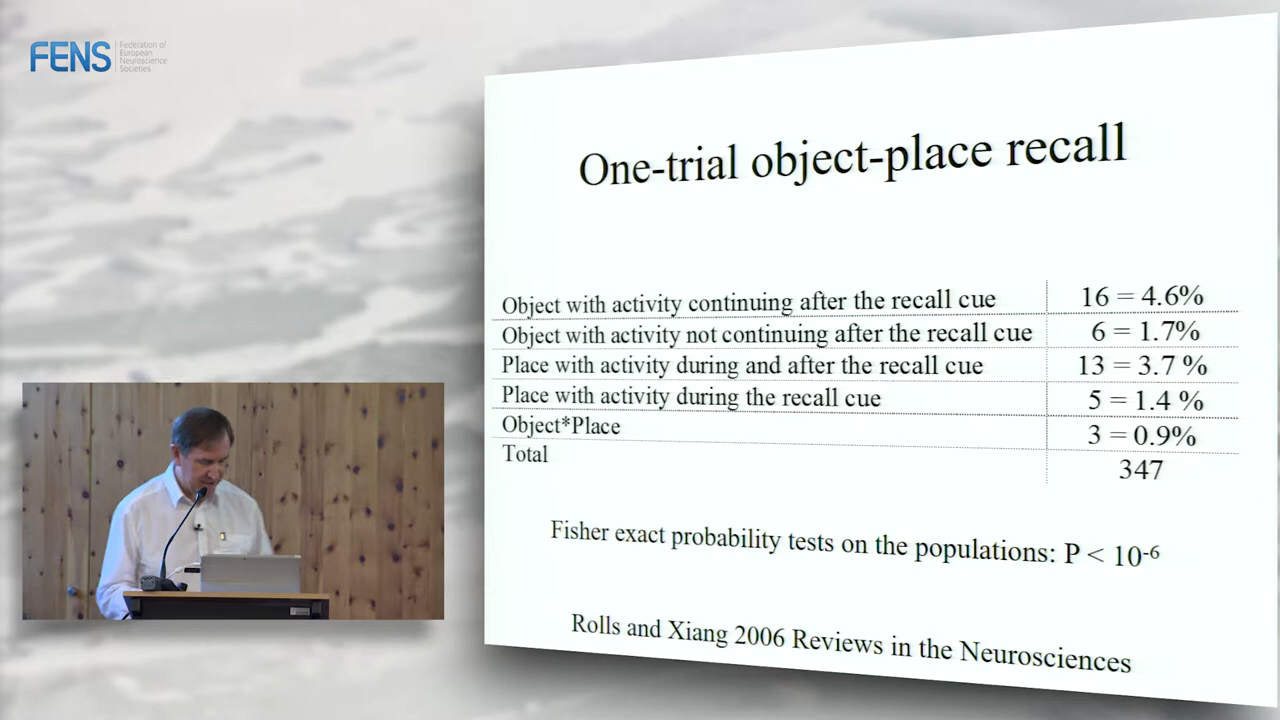 FENS
Federation of
European
Neuroscience
Societies
One-trial object-place recall
Object with activity continuing after the recall cue 16 = 4.6%
Object with activity not continuing after the recall cue 6 = 1.7%
Place with activity during and after the recall cue 13 = 3.7 %
Place with activity during the recall cue 5 = 1.4 %
Object*Place 3 = 0.9%
Total 347
Fisher exact probability tests on the populations: P < 10⁻⁶
Rolls and Xiang 2006 Reviews in the Neurosciences